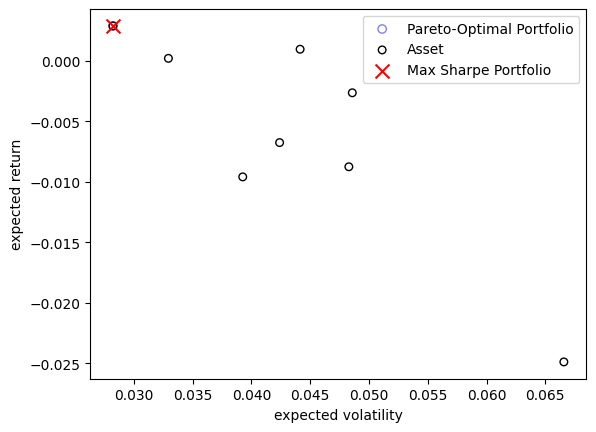 Pareto-Optimal Portfolio
Asset
Max Sharpe Portfolio
expected return
0.000
−0.005
−0.010
−0.015
−0.020
−0.025
0.030 0.035 0.040 0.045 0.050 0.055 0.060 0.065
expected volatility